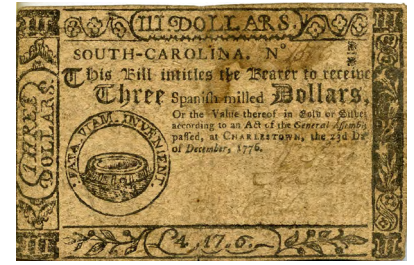 III DOLLARS.
THREE DOLLARS.
SOUTH-CAROLINA. No
This Bill intitles the Bearer to receive
Three Spanish milled Dollars,
Or the Value thereof in Gold or Silver
according to an Act of the General Assembly
passed, at CHARLESTOWN, the 23d Day
of December, 1776.
FATA VIAM INVENIENT.
L 4.17.6.